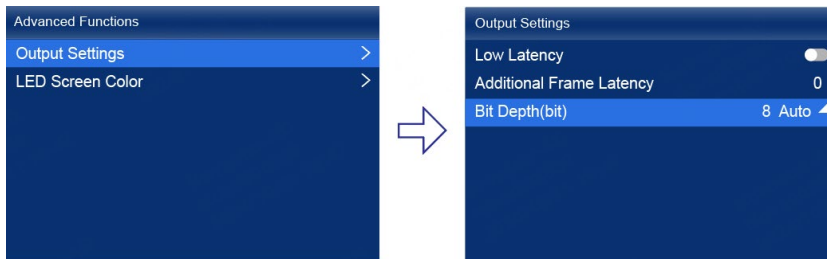 Advanced Functions
Output Settings
LED Screen Color
Output Settings
Low Latency
Additional Frame Latency 0
Bit Depth(bit) 8 Auto